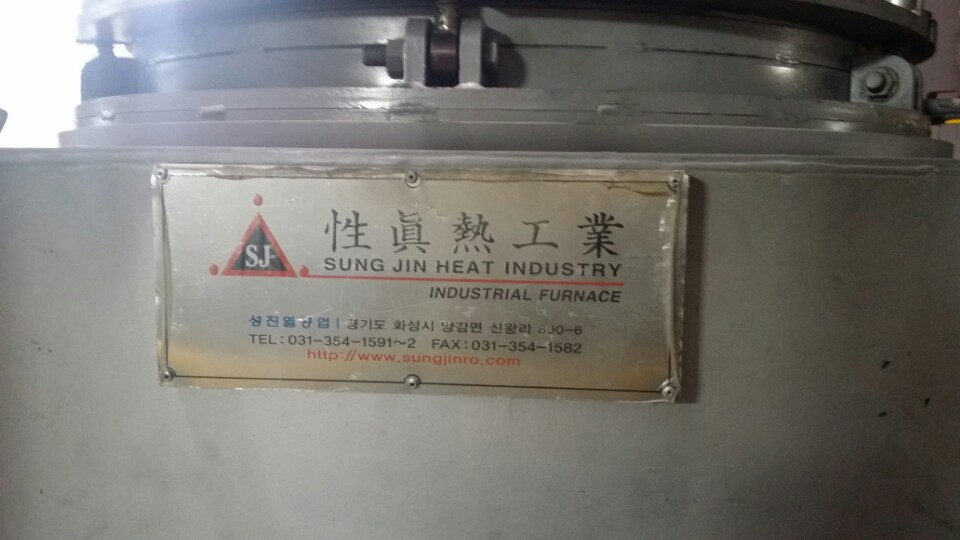 SJ
性眞熱工業
SUNG JIN HEAT INDUSTRY
INDUSTRIAL FURNACE
성진열공업 | 경기도 화성시 양감면 신왕리 800-6
TEL : 031-354-1591~2 FAX : 031-354-1582
http://www.sungjinro.com